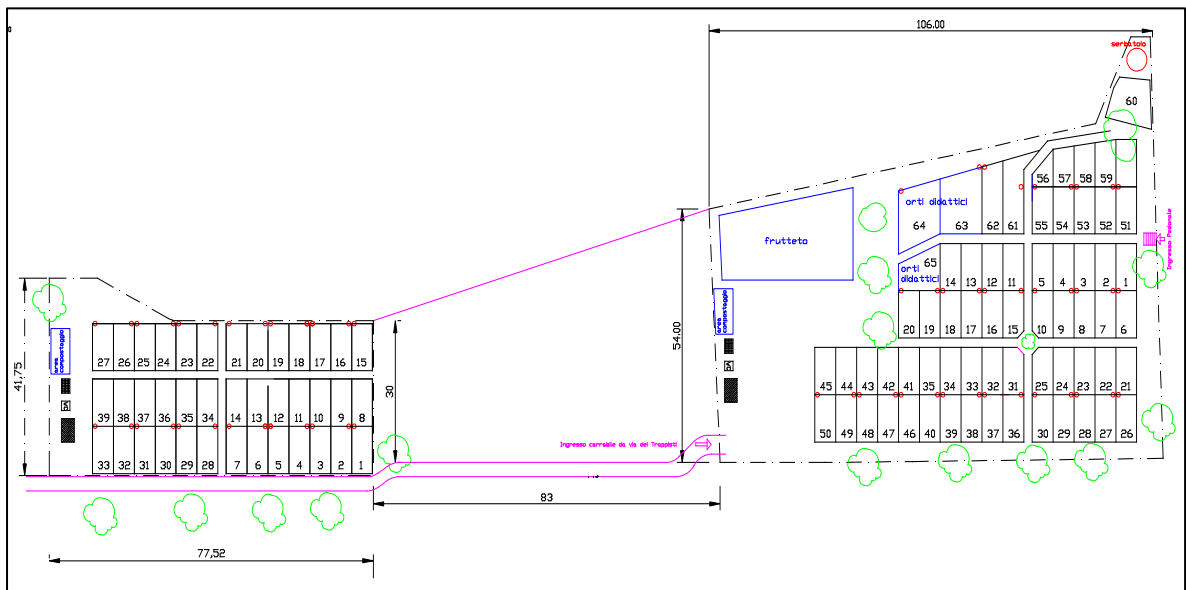 106.00
serbatoio
60
56 57 58 59
orti didattici
64 63 62 61 55 54 53 52 51
Ingresso Pedonale
frutteto
65
orti
didattici
14 13 12 11 5 4 3 2 1
area
compostaggio
54.00
20 19 18 17 16 15 10 9 8 7 6
45 44 43 42 41 35 34 33 32 31 25 24 23 22 21
50 49 48 47 46 40 39 38 37 36 30 29 28 27 26
Ingresso carrabile da via dei Trappisti
83
41,75
30
area
compostaggio
27 26 25 24 23 22 21 20 19 18 17 16 15
39 38 37 36 35 34 14 13 12 11 10 9 8
33 32 31 30 29 28 7 6 5 4 3 2 1
77,52